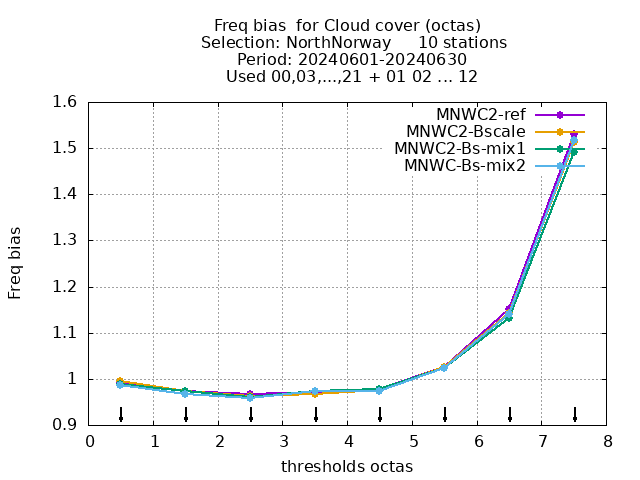 Freq bias  for Cloud cover (octas)
Selection: NorthNorway     10 stations
Period: 20240601-20240630
Used 00,03,...,21 + 01 02 ... 12
MNWC2-ref
MNWC2-Bscale
MNWC2-Bs-mix1
MNWC-Bs-mix2
Freq bias
1.6
1.5
1.4
1.3
1.2
1.1
1
0.9
0 1 2 3 4 5 6 7 8
thresholds octas